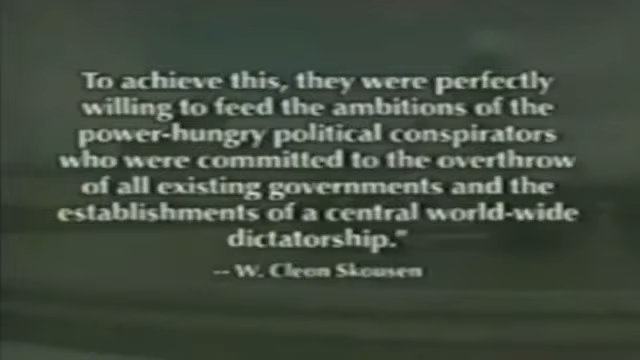 To achieve this, they were perfectly
willing to feed the ambitions of the
power-hungry political conspirators
who were committed to the overthrow
of all existing governments and the
establishments of a central world-wide
dictatorship."
-- W. Cleon Skousen